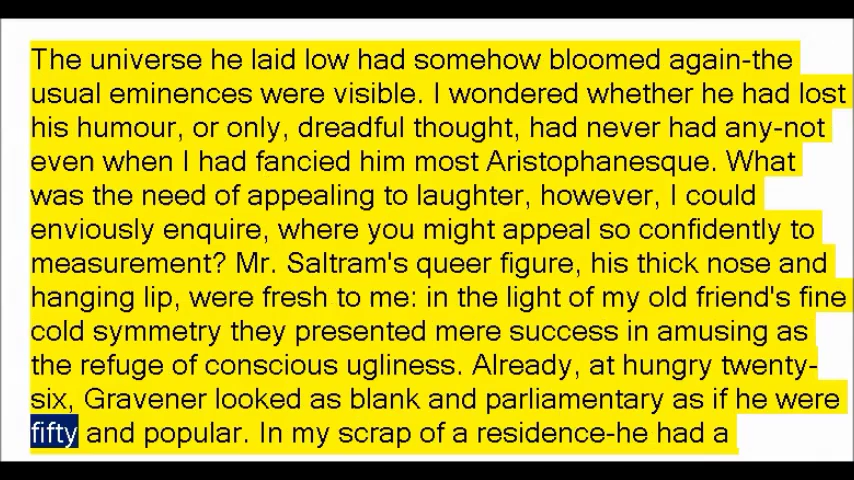 The universe he laid low had somehow bloomed again-the
usual eminences were visible. I wondered whether he had lost
his humour, or only, dreadful thought, had never had any-not
even when I had fancied him most Aristophanesque. What
was the need of appealing to laughter, however, I could
enviously enquire, where you might appeal so confidently to
measurement? Mr. Saltram's queer figure, his thick nose and
hanging lip, were fresh to me: in the light of my old friend's fine
cold symmetry they presented mere success in amusing as
the refuge of conscious ugliness. Already, at hungry twenty-
six, Gravener looked as blank and parliamentary as if he were
fifty and popular. In my scrap of a residence-he had a